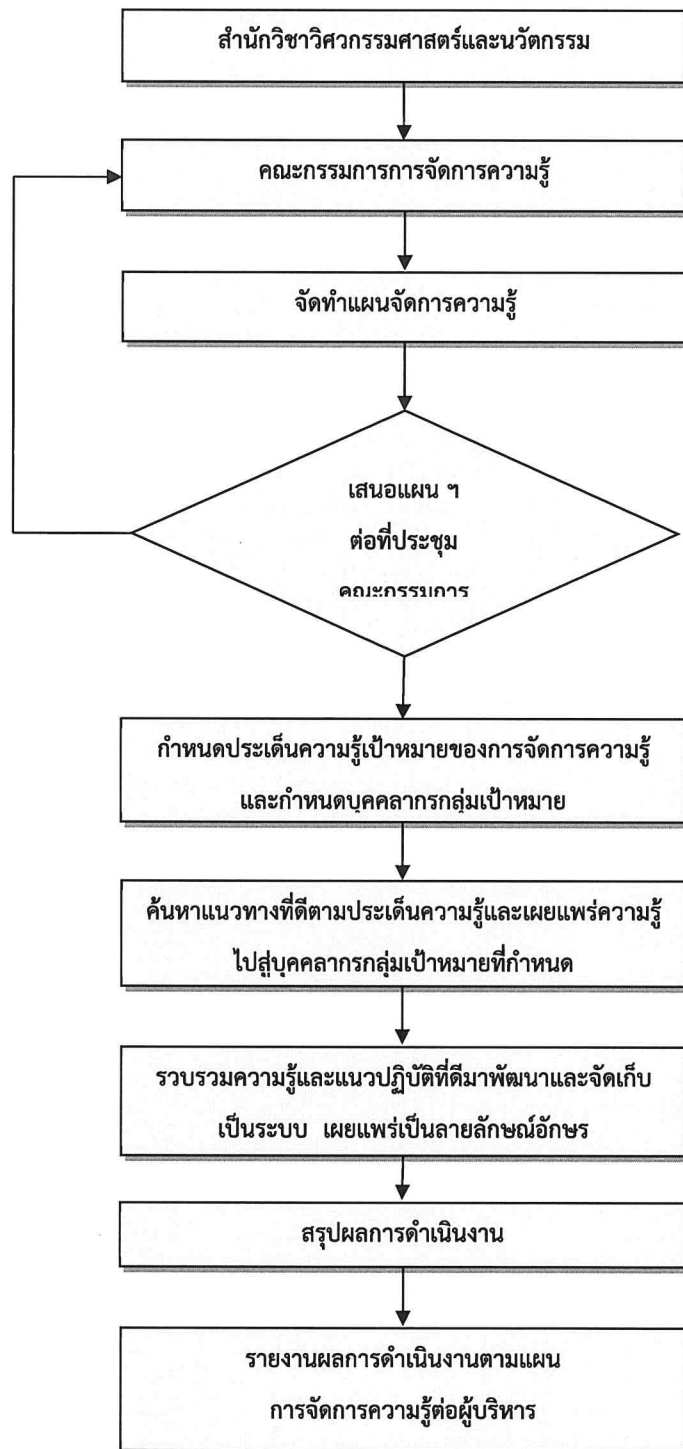 สำนักวิชาวิศวกรรมศาสตร์และนวัตกรรม
คณะกรรมการการจัดการความรู้
จัดทำแผนจัดการความรู้
เสนอแผน ฯ
ต่อที่ประชุม
คณะกรรมการ
กำหนดประเด็นความรู้เป้าหมายของการจัดการความรู้
และกำหนดบุคคลากรกลุ่มเป้าหมาย
ค้นหาแนวทางที่ดีตามประเด็นความรู้และเผยแพร่ความรู้
ไปสู่บุคคลากรกลุ่มเป้าหมายที่กำหนด
รวบรวมความรู้และแนวปฏิบัติที่ดีมาพัฒนาและจัดเก็บ
เป็นระบบ เผยแพร่เป็นลายลักษณ์อักษร
สรุปผลการดำเนินงาน
รายงานผลการดำเนินงานตามแผน
การจัดการความรู้ต่อผู้บริหาร